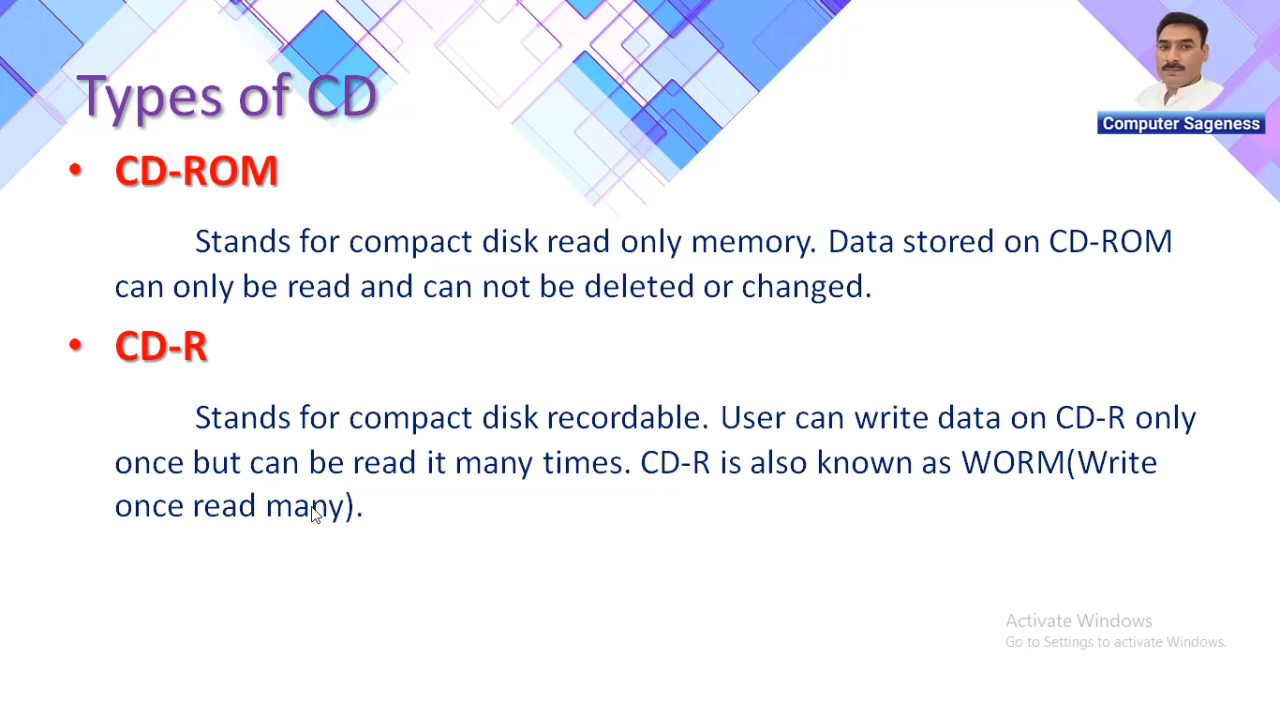 Types of CD
Computer Sageness
• CD-ROM
Stands for compact disk read only memory. Data stored on CD-ROM
can only be read and can not be deleted or changed.
• CD-R
Stands for compact disk recordable. User can write data on CD-R only
once but can be read it many times. CD-R is also known as WORM(Write
once read many).
Activate Windows
Go to Settings to activate Windows.